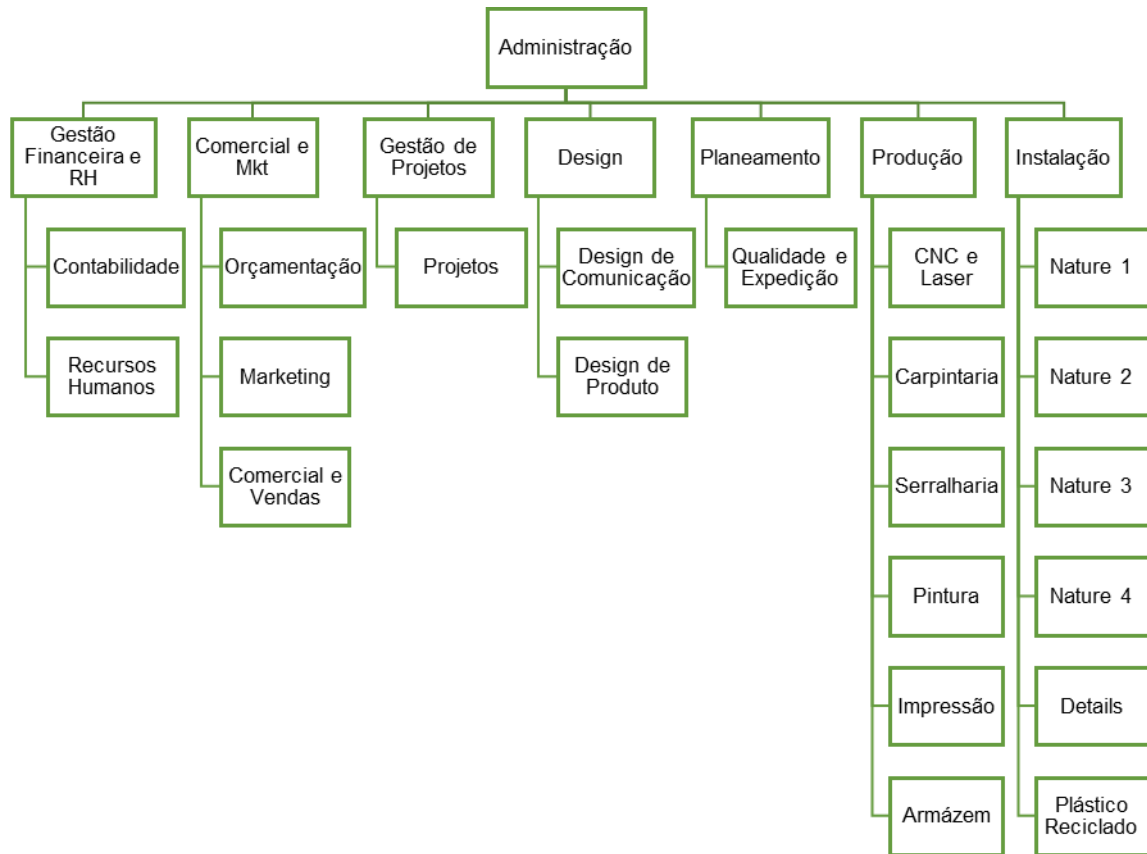 Administração
Gestão
Financeira e
RH
Comercial e
Mkt
Gestão de
Projetos
Design
Planeamento
Produção
Instalação
Contabilidade
Orçamentação
Projetos
Design de
Comunicação
Qualidade e
Expedição
CNC e
Laser
Nature 1
Recursos
Humanos
Marketing
Design de
Produto
Carpintaria
Nature 2
Comercial e
Vendas
Serralharia
Nature 3
Pintura
Nature 4
Impressão
Details
Armázem
Plástico
Reciclado